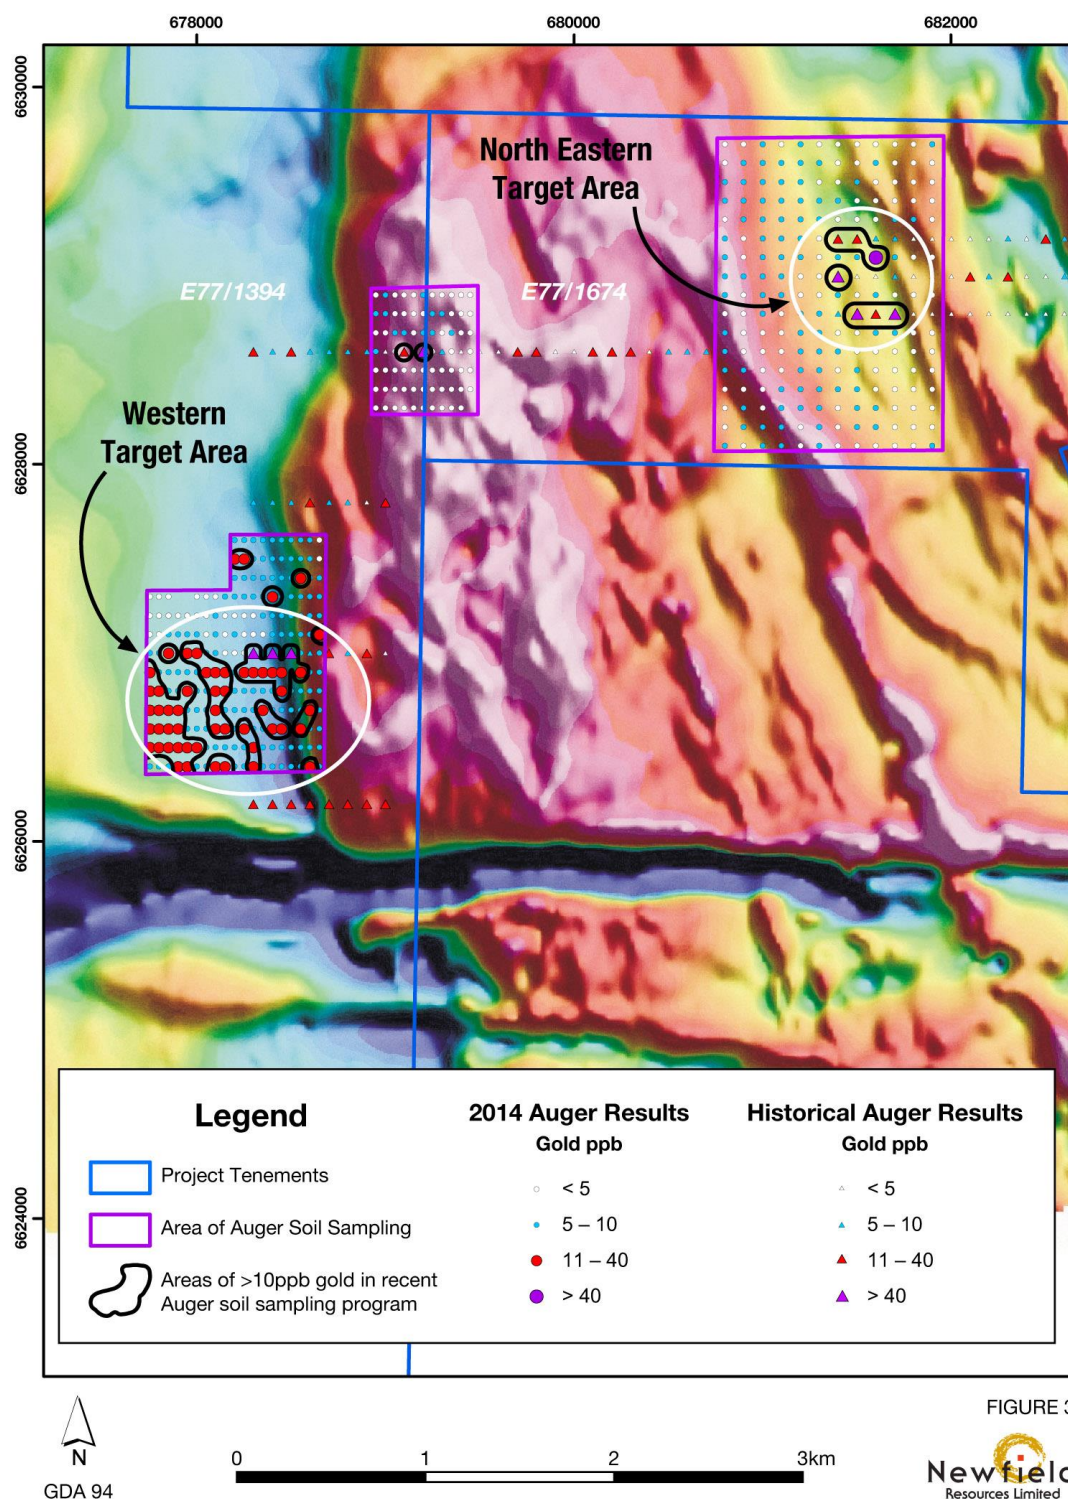 678000
680000
682000
6630000
6628000
6626000
6624000
North Eastern
Target Area
E77/1394
E77/1674
Western
Target Area
Legend
Project Tenements
Area of Auger Soil Sampling
Areas of >10ppb gold in recent
Auger soil sampling program
2014 Auger Results
Gold ppb
< 5
5 – 10
11 – 40
> 40
Historical Auger Results
Gold ppb
< 5
5 – 10
11 – 40
> 40
N
GDA 94
0 1 2 3km
FIGURE 3
Newfield
Resources Limited